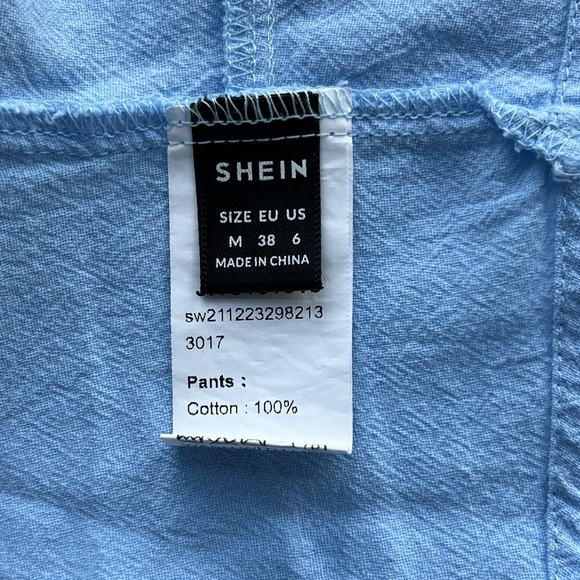 SHEIN
SIZE EU US
M 38 6
MADE IN CHINA
sw211223298213
3017
Pants :
Cotton : 100%